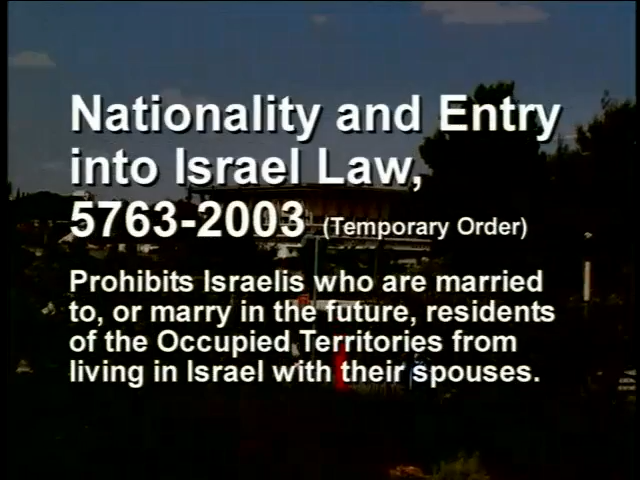 Nationality and Entry
into Israel Law,
5763-2003 (Temporary Order)
Prohibits Israelis who are married
to, or marry in the future, residents
of the Occupied Territories from
living in Israel with their spouses.